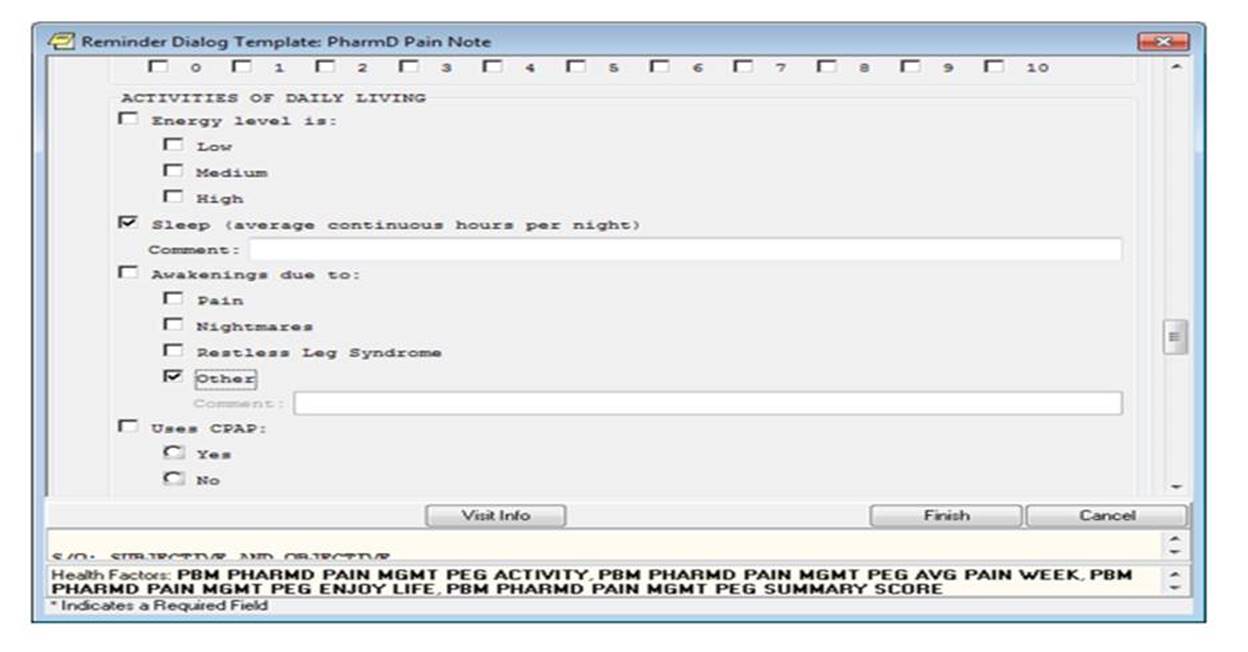 Reminder Dialog Template: PharmD Pain Note
0 1 2 3 4 5 6 7 8 9 10
ACTIVITIES OF DAILY LIVING
Energy level is:
Low
Medium
High
Sleep (average continuous hours per night)
Comment:
Awakenings due to:
Pain
Nightmares
Restless Leg Syndrome
Other
Comment:
Uses CPAP:
Yes
No
Visit Info Finish Cancel
S/O: SUBJECTIVE AND OBJECTIVE
Health Factors: PBM PHARMD PAIN MGMT PEG ACTIVITY, PBM PHARMD PAIN MGMT PEG AVG PAIN WEEK, PBM
PHARMD PAIN MGMT PEG ENJOY LIFE, PBM PHARMD PAIN MGMT PEG SUMMARY SCORE
* Indicates a Required Field